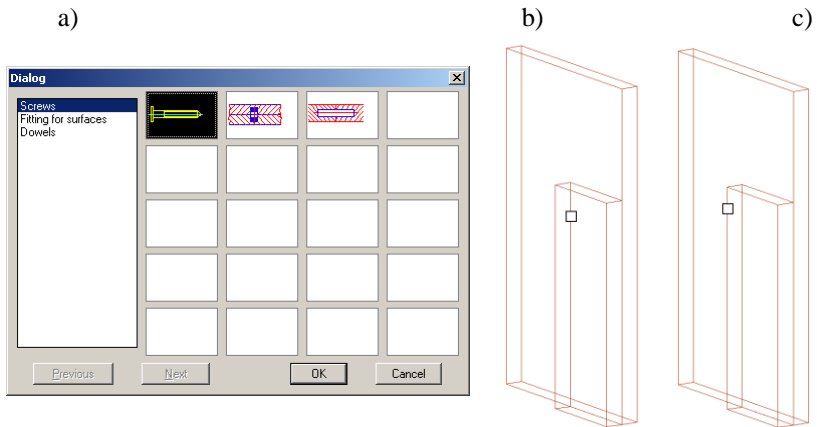 a)
b)
c)
Dialog
Screws
Fitting for surfaces
Dowels
Previous
Next
OK
Cancel